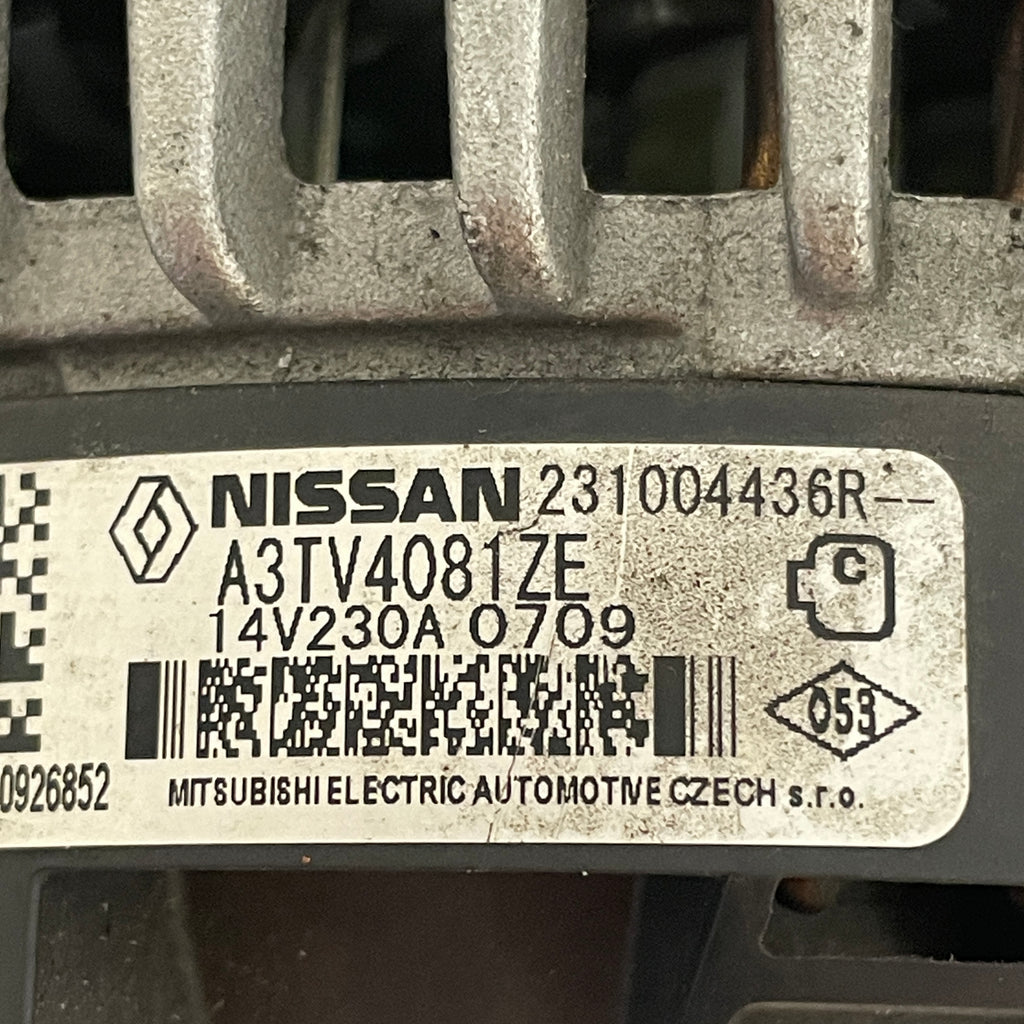 NISSAN 231004436R--
A3TV4081ZE
C
14V230A 0709
053
0926852
MITSUBISHI ELECTRIC AUTOMOTIVE CZECH s.r.o.